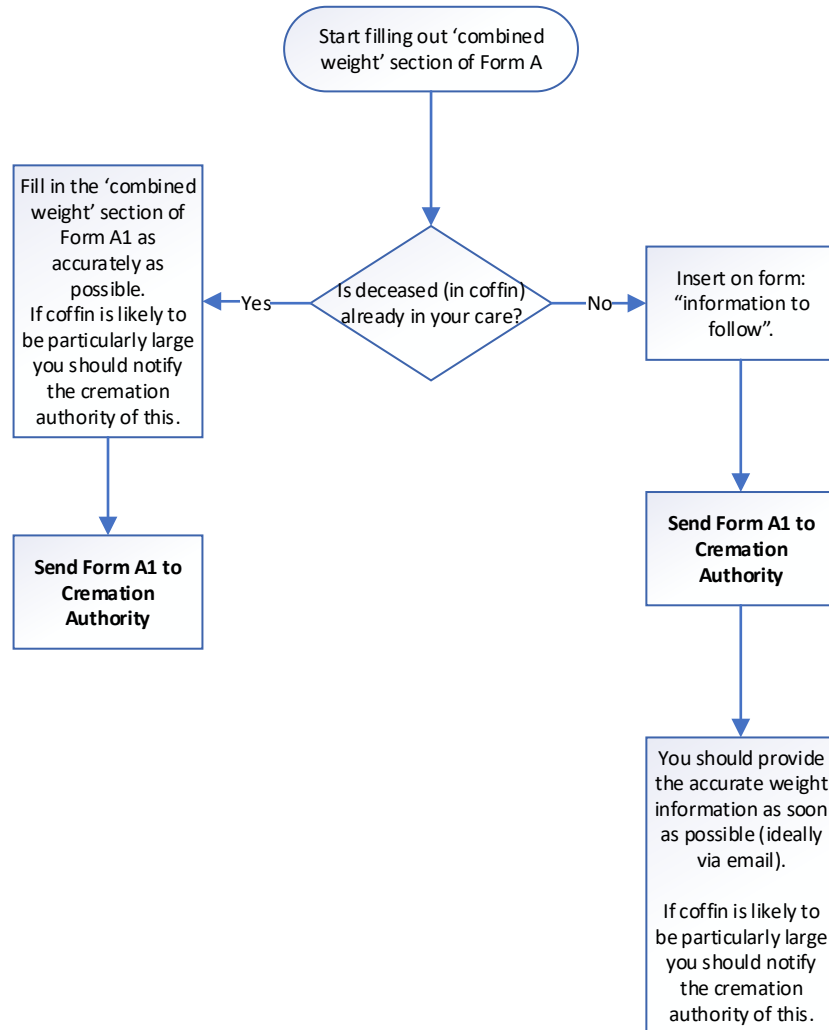 Start filling out ‘combined
weight’ section of Form A
Fill in the ‘combined
weight’ section of
Form A1 as
accurately as
possible.
If coffin is likely to
be particularly large
you should notify
the cremation
authority of this.
Yes
Is deceased (in coffin)
already in your care?
No
Insert on form:
“information to
follow”.
Send Form A1 to
Cremation
Authority
Send Form A1 to
Cremation
Authority
You should provide
the accurate weight
information as soon
as possible (ideally
via email).
If coffin is likely to
be particularly large
you should notify
the cremation
authority of this.